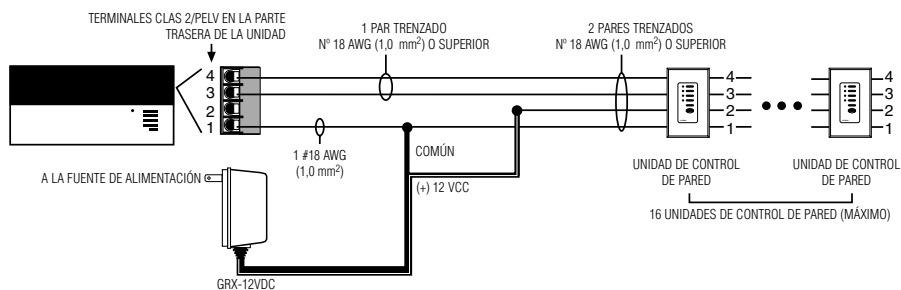 TERMINALES CLAS 2/PELV EN LA PARTE
TRASERA DE LA UNIDAD
1 PAR TRENZADO
Nº 18 AWG (1,0 mm²) O SUPERIOR
2 PARES TRENZADOS
Nº 18 AWG (1,0 mm²) O SUPERIOR
4
3
2
1
4
3
2
1
4
3
2
1
1 #18 AWG
(1,0 mm²)
COMÚN
(+) 12 VCC
A LA FUENTE DE ALIMENTACIÓN
UNIDAD DE CONTROL
DE PARED
UNIDAD DE CONTROL
DE PARED
16 UNIDADES DE CONTROL DE PARED (MÁXIMO)
GRX-12VDC